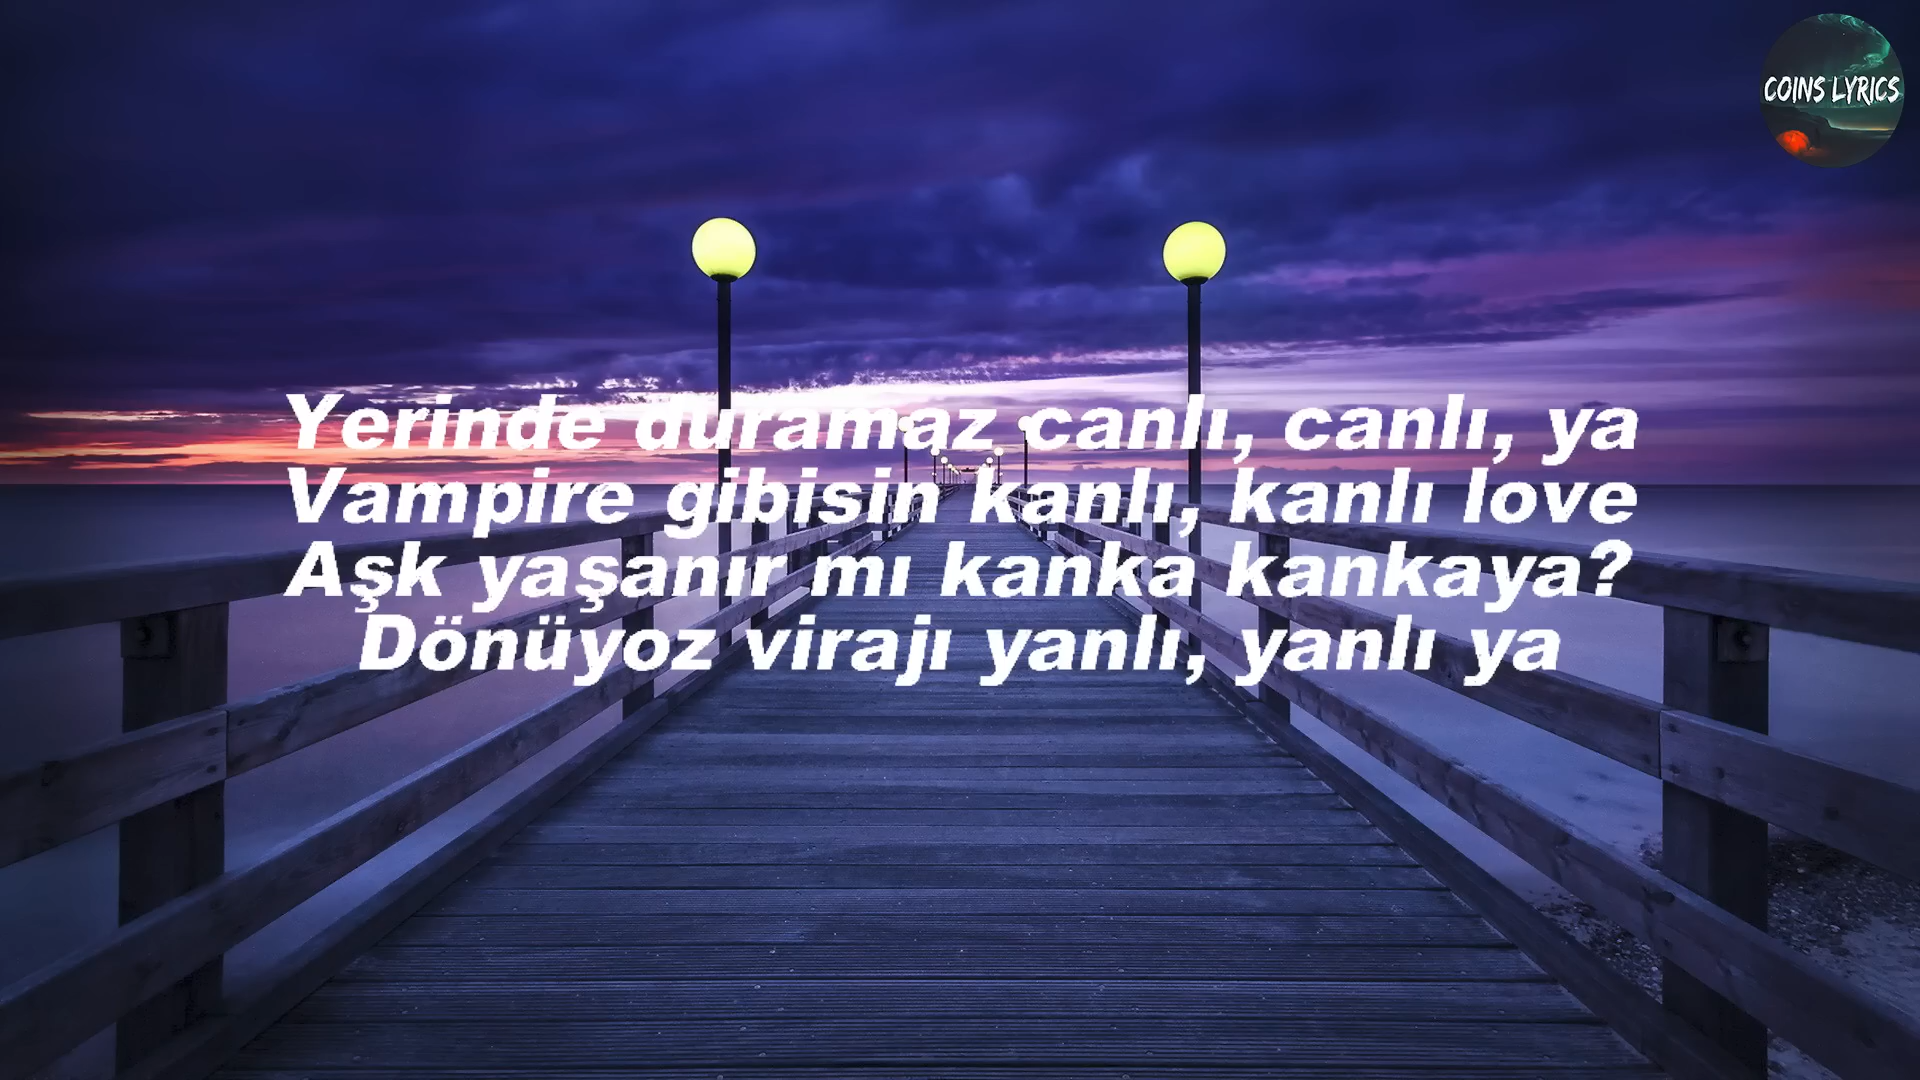 COINS LYRICS
Yerinde duramaz canlı, canlı, ya
Vampire gibisin kanlı, kanlı love
Aşk yaşanır mı kanka kankaya?
Dönüyoz virajı yanlı, yanlı ya